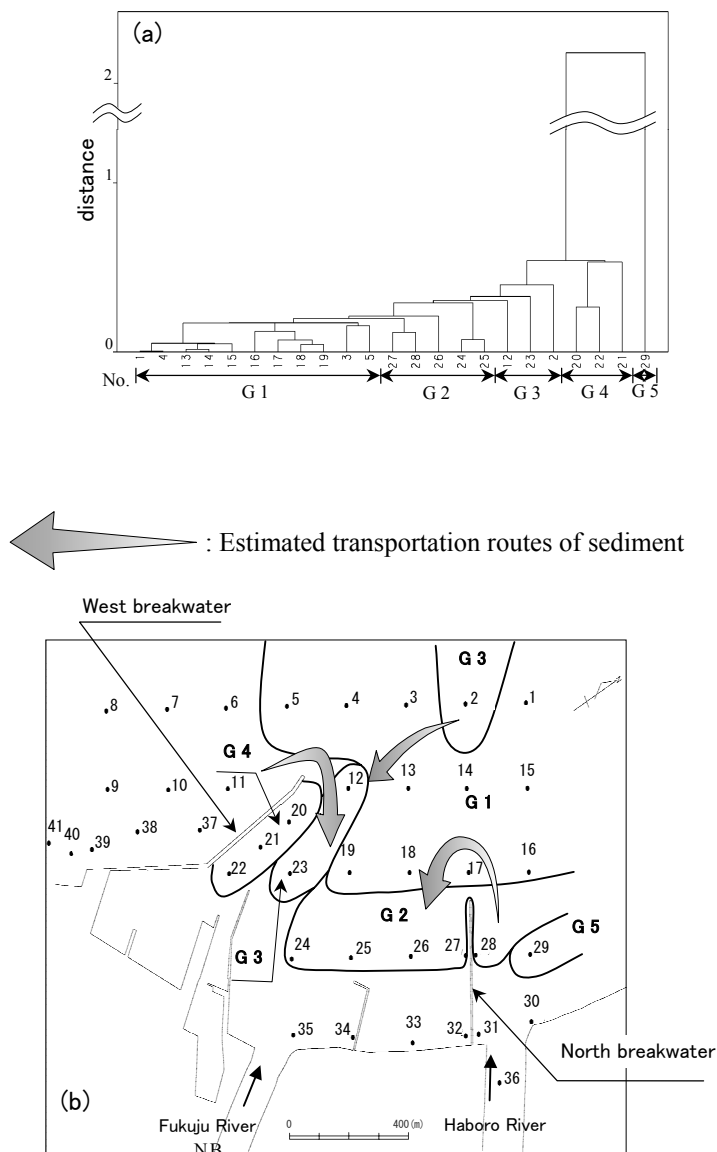 (a)
2
1
0
distance
No.
1 4 13 14 15 16 17 18 19 3 5 27 28 26 24 25 12 23 2 20 22 21 29
G 1 G 2 G 3 G 4 G 5
: Estimated transportation routes of sediment
West breakwater
G 3
8 7 6 5 4 3 2 1
G 4
9 10 11 12 13 14 15
G 1
41 40 39 38 37 20
21
22 23 19 18 17 16
G 2
G 5
G 3
24 25 26 27 28 29
30
35 34 33 32 31
North breakwater
36
(b)
Fukuju River
0 400 (m)
Haboro River
NB